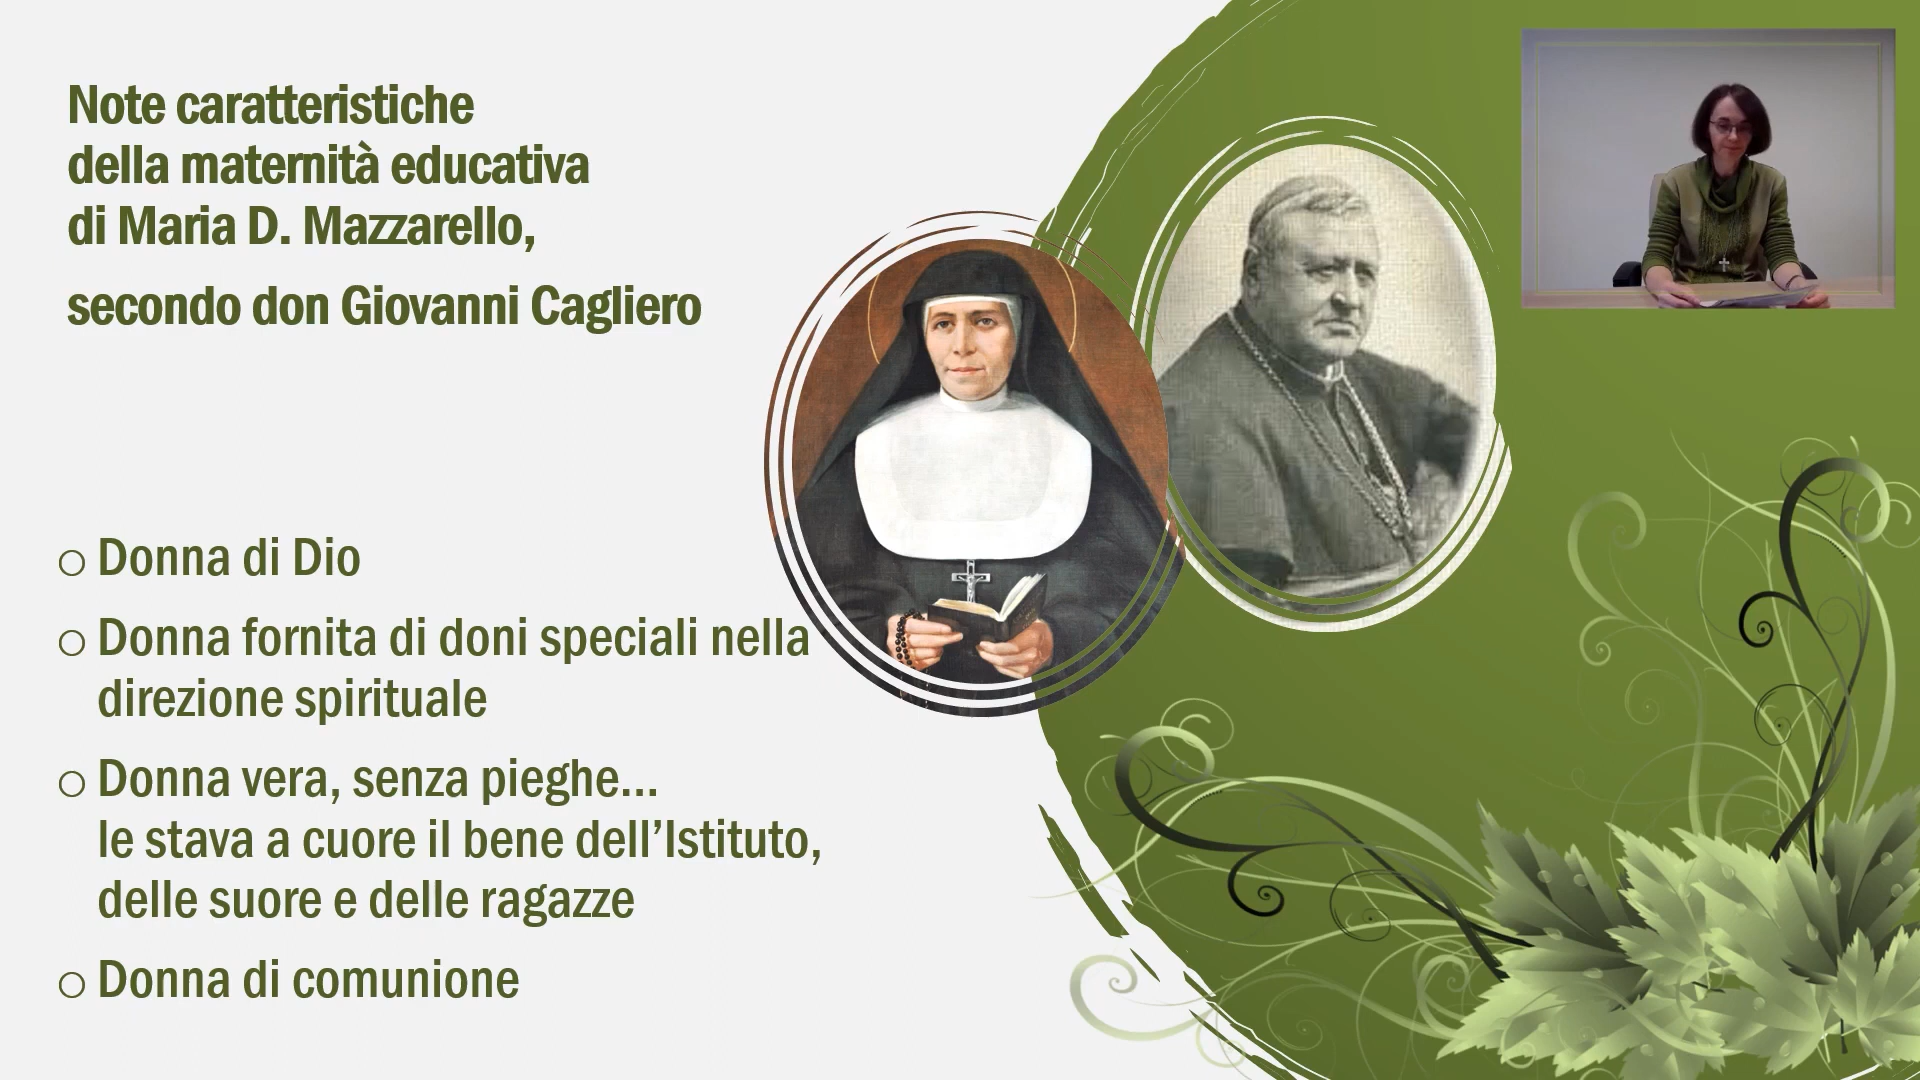 Note caratteristiche
della maternità educativa
di Maria D. Mazzarello,
secondo don Giovanni Cagliero
○ Donna di Dio
○ Donna fornita di doni speciali nella
direzione spirituale
○ Donna vera, senza pieghe...
le stava a cuore il bene dell’Istituto,
delle suore e delle ragazze
○ Donna di comunione